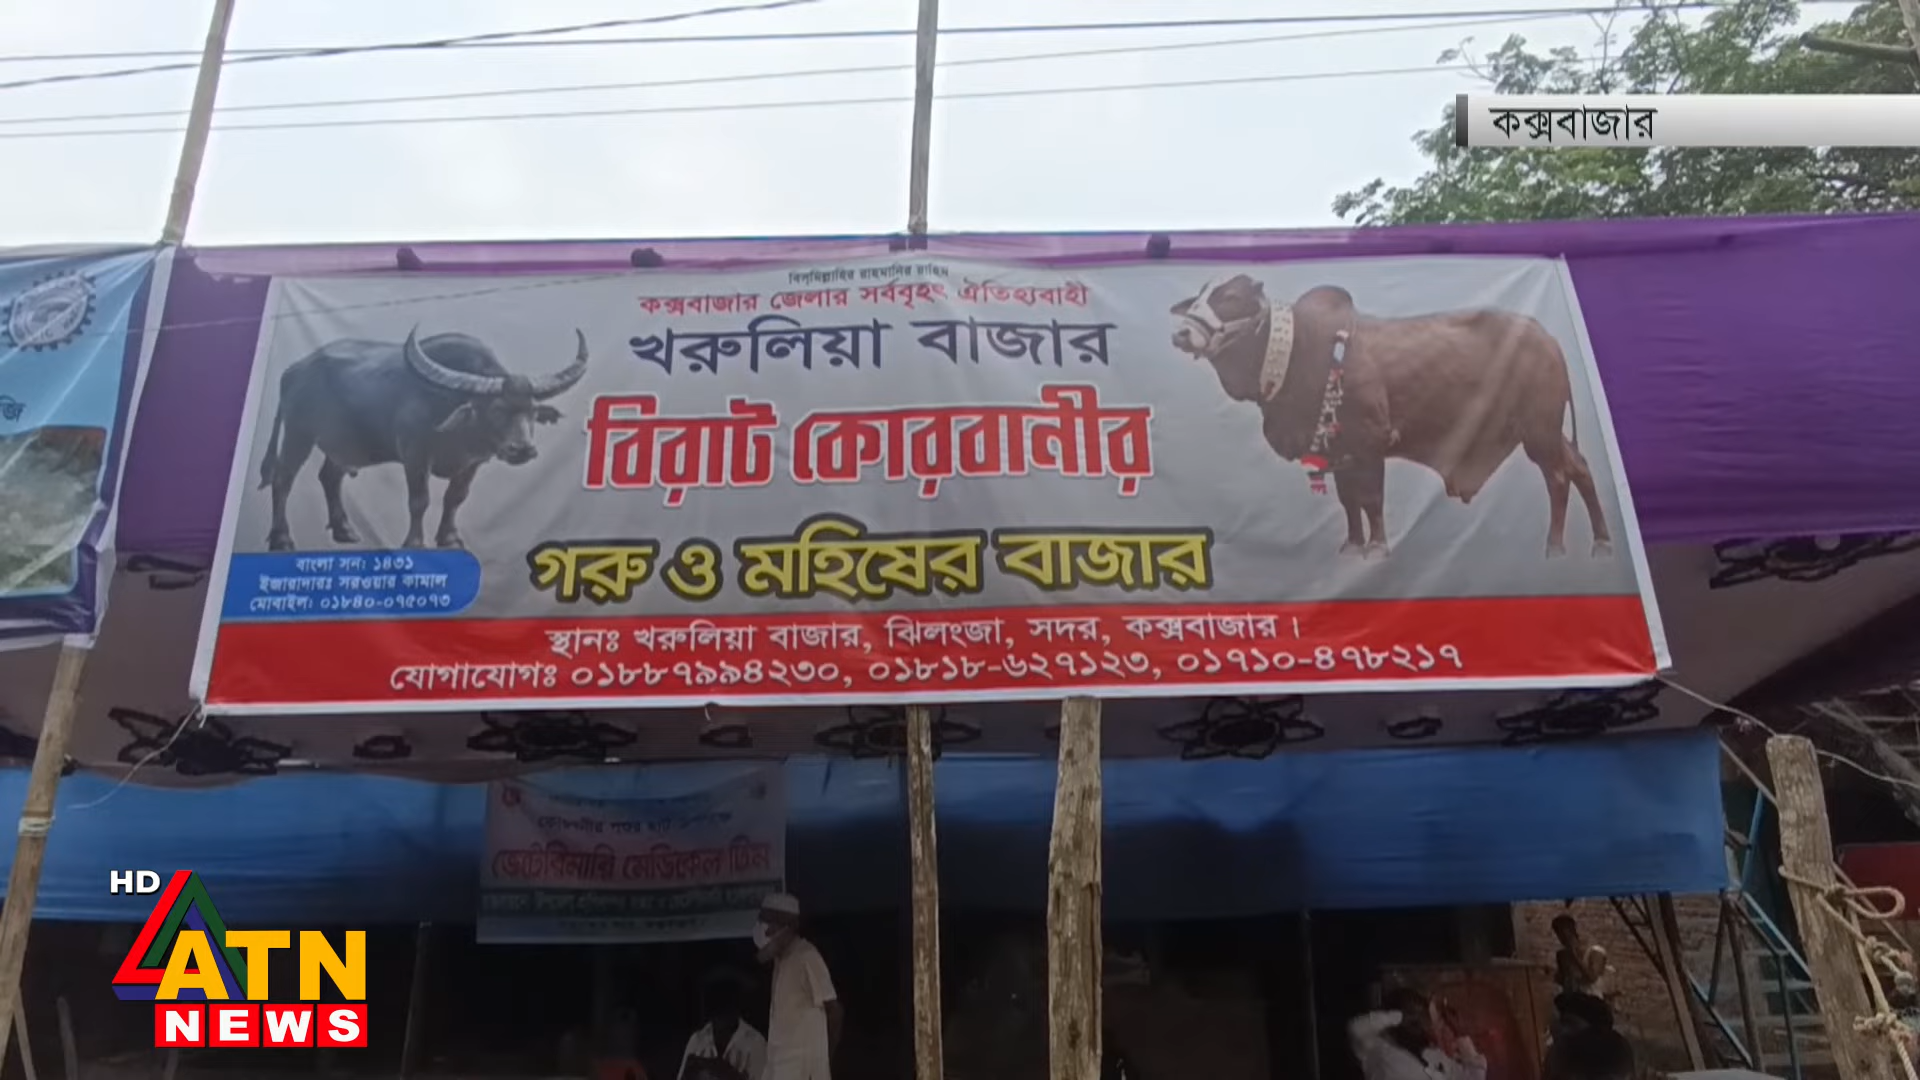 কক্সবাজার
বিসমিল্লাহির রাহমানির রাহিম
কক্সবাজার জেলার সর্ববৃহৎ ঐতিহ্যবাহী
খরুলিয়া বাজার
বিরাট কোরবানীর
গরু ও মহিষের বাজার
বাংলা সন: ১৪৩১
ইজারাদারঃ সরওয়ার কামাল
মোবাইল: ০১৮৪০-০৭৫০৭৩
স্থানঃ খরুলিয়া বাজার, ঝিলংজা, সদর, কক্সবাজার।
যোগাযোগঃ ০১৮৮৭৯৯৪২৩০, ০১৮১৮-৬২৭১২৩, ০১৭১০-৪৭৮২১৭
ভেটেরিনারি মেডিকেল টিম
HD
ATN
NEWS